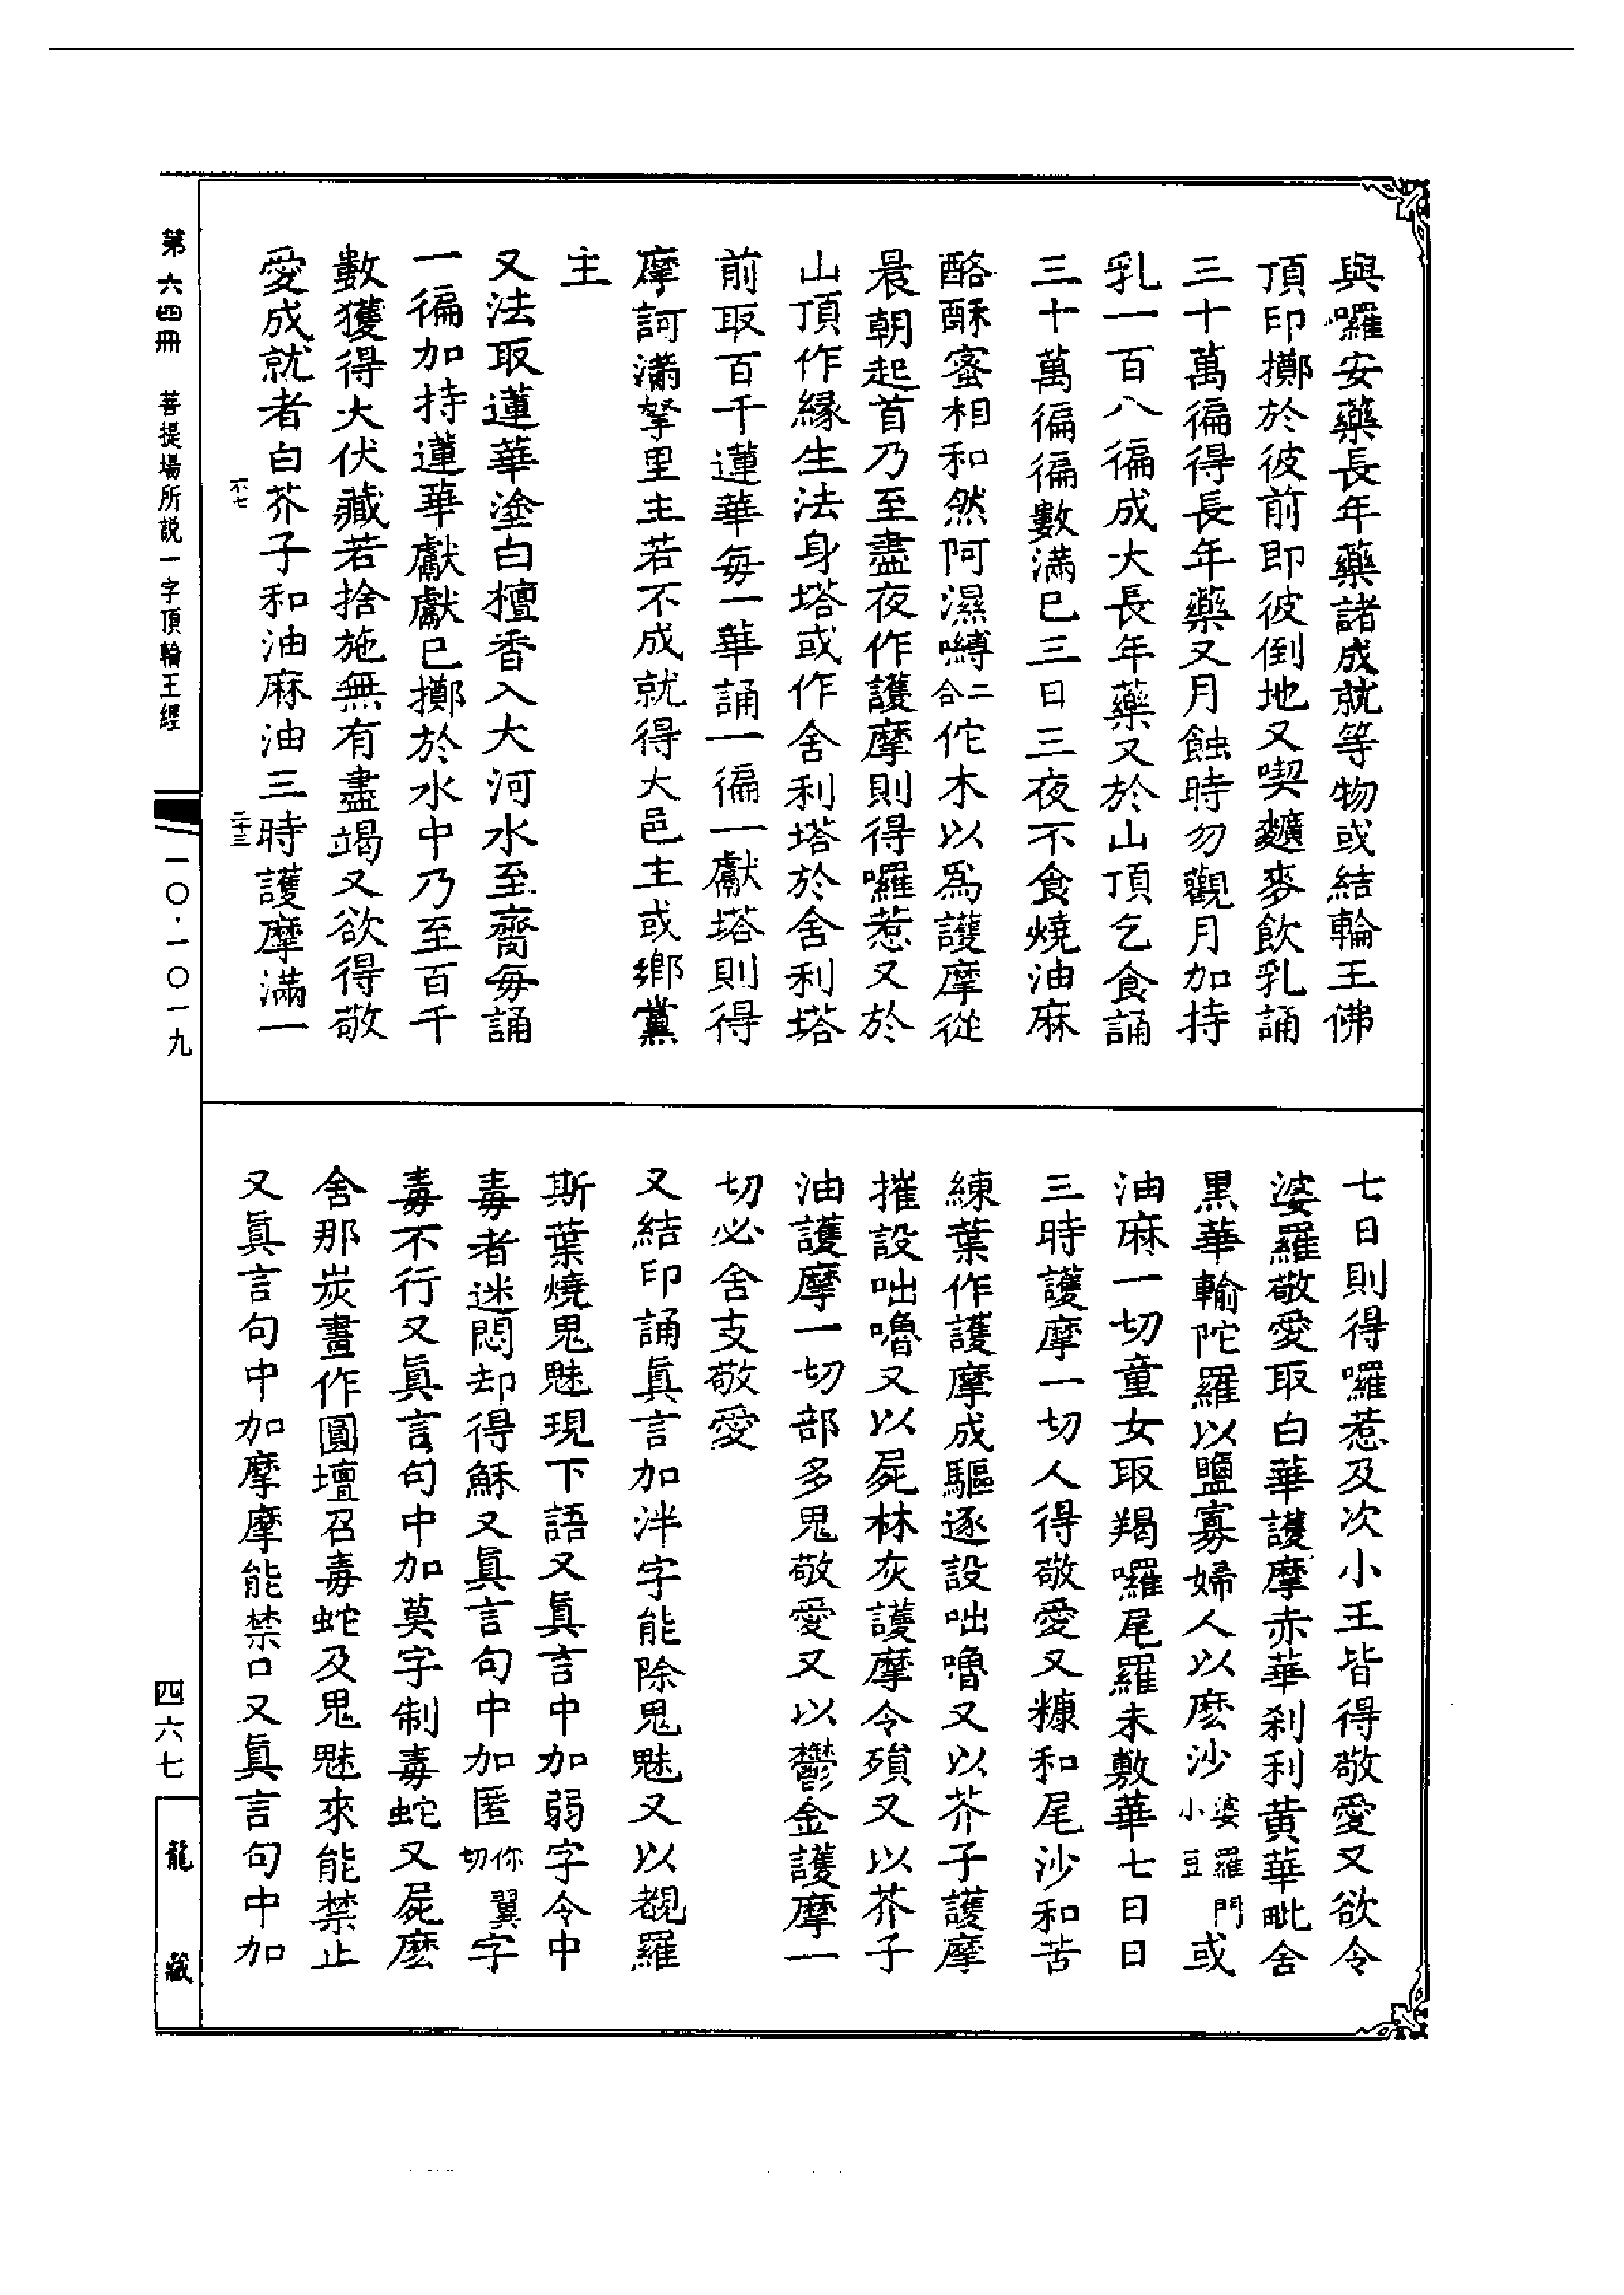 與囉安藥長年藥諸成就等物或結輪王佛
頂印擲於彼前即彼倒地又喫䴪麥飲乳誦
三十萬徧得長年藥又月蝕時勿觀月加持
乳一百八徧成大長年藥又於山頂乞食誦
三十萬徧徧數滿已三日三夜不食燒油麻
酪酥蜜相和然阿濕嚩二合佗木以爲護摩從
晨朝起首乃至盡夜作護摩則得囉惹又於
山頂作緣生法身塔或作舍利塔於舍利塔
前取百千蓮華每一華誦一徧一獻塔則得
摩訶滿拏里主若不成就得大邑主或鄉黨
主
又法取蓮華塗白檀香入大河水至齊每誦
一徧加持蓮華獻獻已擲於水中乃至百千
數獲得大伏藏若捨施無有盡竭又欲得敬
愛成就者白芥子和油麻油三時護摩滿一
不七
二十三
七日則得囉惹及次小王皆得敬愛又欲令
婆羅敬愛取白華護摩赤華刹利黃華毗舍
黑華輸陀羅以鹽寡婦人以麽沙婆羅門小豆或
油麻一切童女取羯囉尾羅未敷華七日日
三時護摩一切人得敬愛又糠和尾沙和苦
練葉作護摩成驅逐設咄嚕又以芥子護摩
摧設咄嚕又以屍林灰護摩令殞又以芥子
油護摩一切部多鬼敬愛又以鬱金護摩一
切必舍支敬愛
又結印誦眞言加泮字能除鬼魅又以覩羅
斯葉燒鬼魅現下語又眞言中加弱字令中
毒者迷悶却得穌又眞言句中加匿你翼切字
毒不行又眞言句中加莫字制毒蛇又屍麽
舍那炭畫作圓壇召毒蛇及鬼魅來能禁止
又眞言句中加摩摩能禁口又眞言句中加
第六四冊　菩提場所說一字頂輪王經
一〇·一〇一九
四六七
龍藏